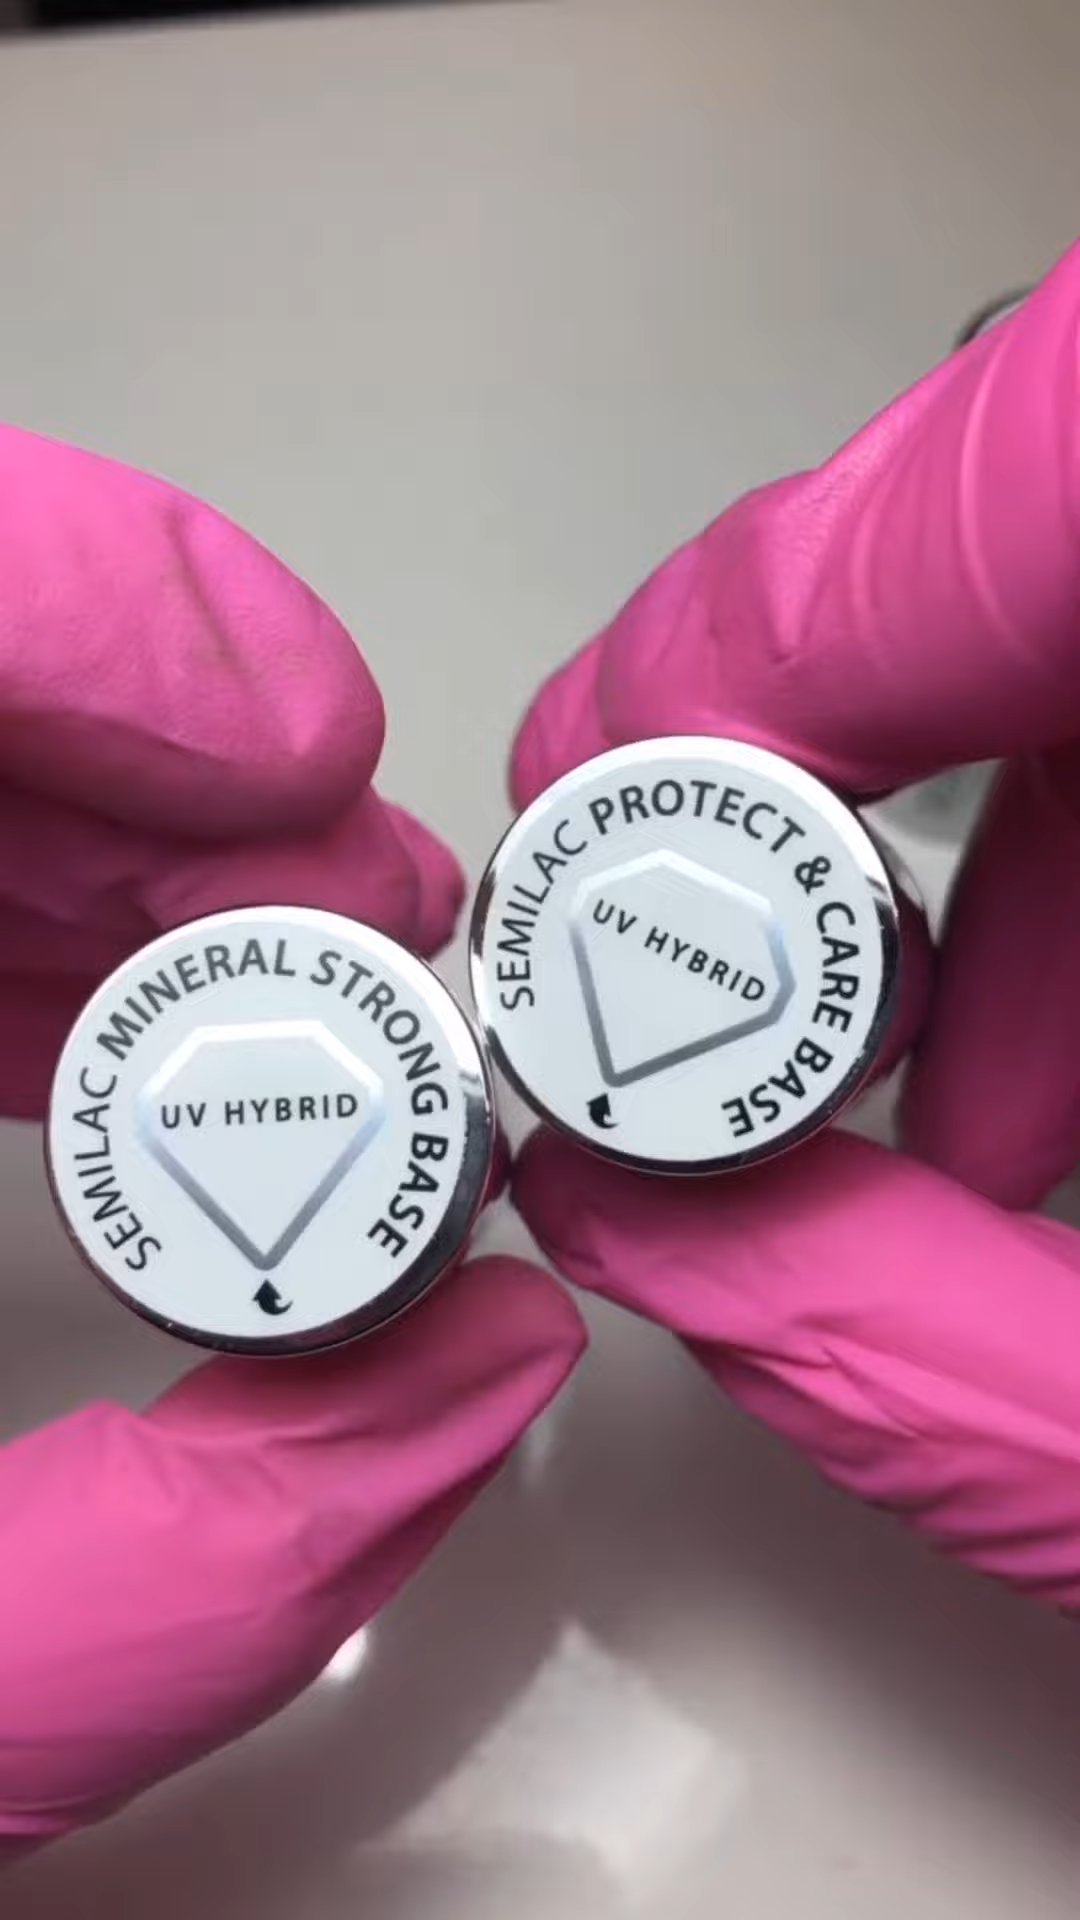 SEMILAC MINERAL STRONG BASE
UV HYBRID
SEMILAC PROTECT & CARE BASE
UV HYBRID